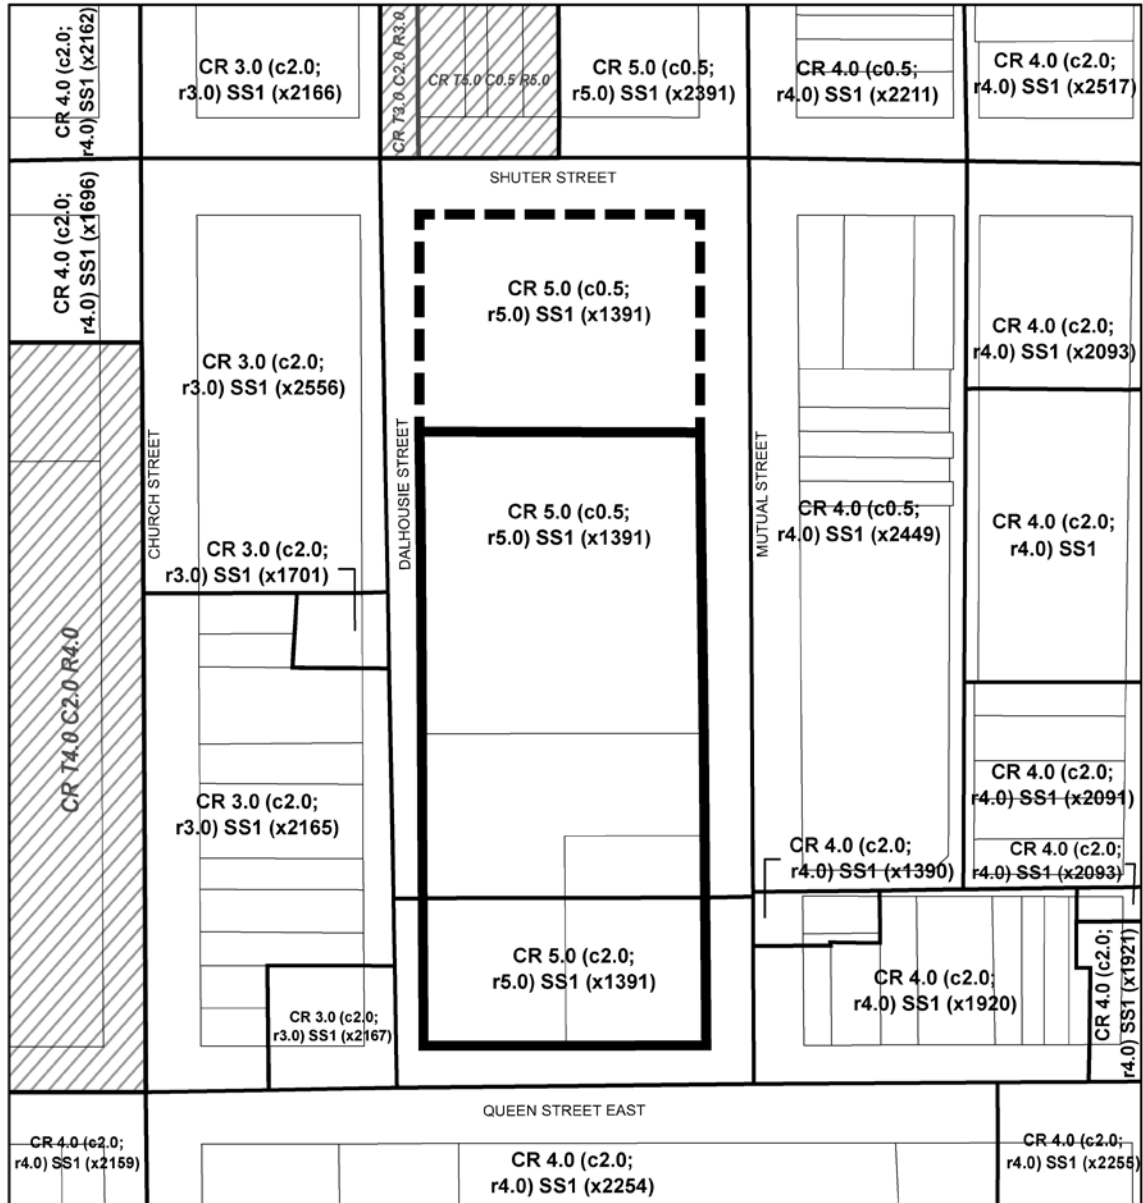 CR 4.0 (c2.0;
r4.0) SS1 (x2162)
CR 3.0 (c2.0;
r3.0) SS1 (x2166)
CR T3.0 C2.0 R3.0
CR T5.0 C0.5 R5.0
CR 5.0 (c0.5;
r5.0) SS1 (x2391)
CR 4.0 (c0.5;
r4.0) SS1 (x2211)
CR 4.0 (c2.0;
r4.0) SS1 (x2517)
SHUTER STREET
CR 4.0 (c2.0;
r4.0) SS1 (x1696)
CR 5.0 (c0.5;
r5.0) SS1 (x1391)
CR 4.0 (c2.0;
r4.0) SS1 (x2093)
CR 3.0 (c2.0;
r3.0) SS1 (x2556)
CHURCH STREET
DALHOUSIE STREET
MUTUAL STREET
CR 5.0 (c0.5;
r5.0) SS1 (x1391)
CR 4.0 (c0.5;
r4.0) SS1 (x2449)
CR 4.0 (c2.0;
r4.0) SS1
CR 3.0 (c2.0;
r3.0) SS1 (x1701)
CR T4.0 C2.0 R4.0
CR 3.0 (c2.0;
r3.0) SS1 (x2165)
CR 4.0 (c2.0;
r4.0) SS1 (x2091)
CR 4.0 (c2.0;
r4.0) SS1 (x1390)
CR 4.0 (c2.0;
r4.0) SS1 (x2093)
CR 5.0 (c2.0;
r5.0) SS1 (x1391)
CR 4.0 (c2.0;
r4.0) SS1 (x1920)
CR 4.0 (c2.0;
r4.0) SS1 (x1921)
CR 3.0 (c2.0;
r3.0) SS1 (x2167)
QUEEN STREET EAST
CR 4.0 (c2.0;
r4.0) SS1 (x2159)
CR 4.0 (c2.0;
r4.0) SS1 (x2254)
CR 4.0 (c2.0;
r4.0) SS1 (x2255)